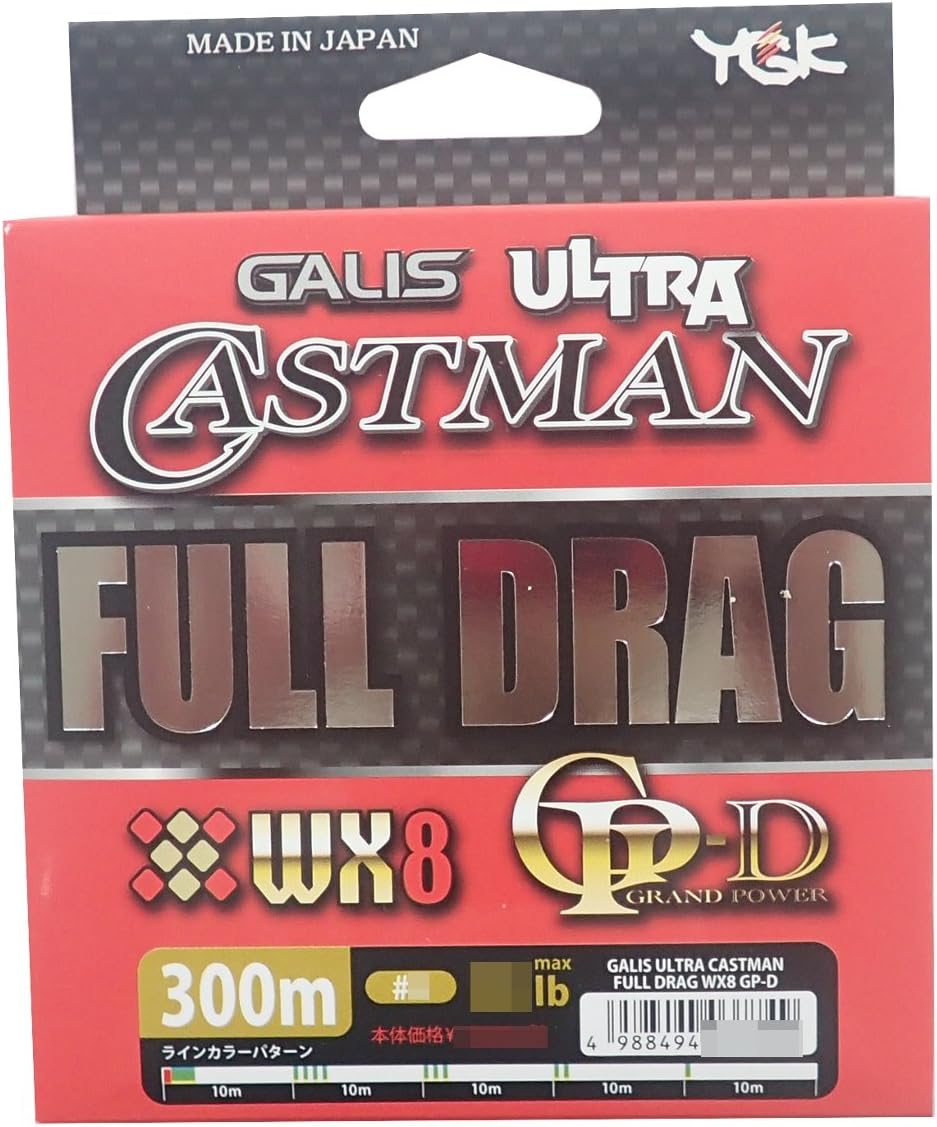 MADE IN JAPAN
YGK
GALIS ULTRA
CASTMAN
FULL DRAG
WX8
GP-D
GRAND POWER
300m
#
max
lb
GALIS ULTRA CASTMAN
FULL DRAG WX8 GP-D
本体価格¥
4 988494
ラインカラーパターン
10m 10m 10m 10m 10m